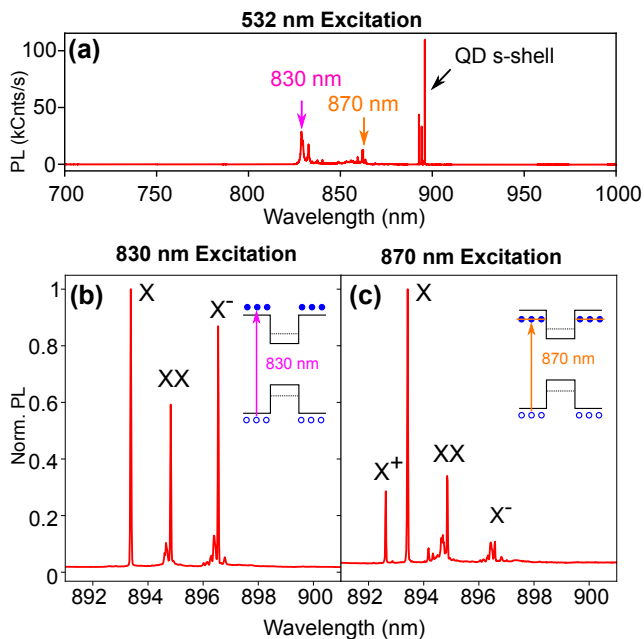 532 nm Excitation
(a)
100
50
0
PL (kCnts/s)
830 nm
870 nm
QD s-shell
700
750
800
850
900
950
1000
Wavelength (nm)
830 nm Excitation
870 nm Excitation
(b)
X
XX
X⁻
830 nm
(c)
X
X⁺
XX
X⁻
870 nm
1
0.8
0.6
0.4
0.2
0
Norm. PL
892
894
896
898
900
892
894
896
898
900
Wavelength (nm)